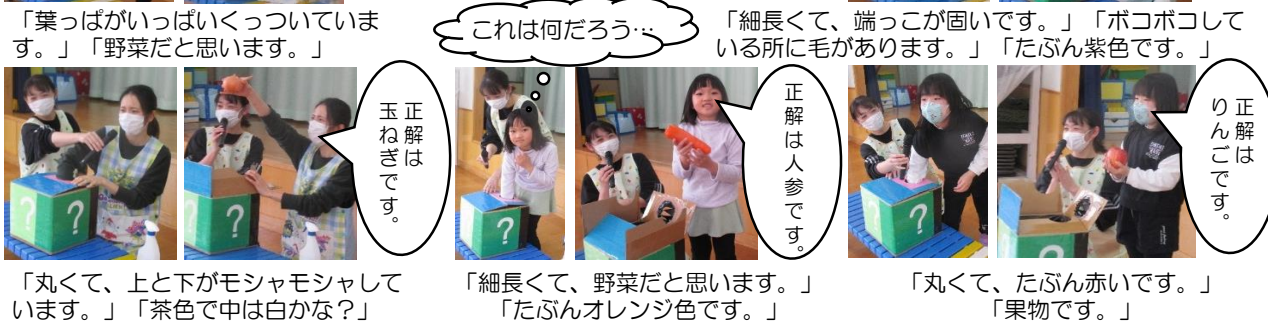 「葉っぱがいっぱいくっついていま
す。」「野菜だと思います。」
これは何だろう…
「細長くて、端っこが固いです。」「ボコボコして
いる所に毛があります。」「たぶん紫色です。」
正解は
玉ねぎです。
正解は人参です。
正解は
りんごです。
?
?
?
?
?
「丸くて、上と下がモシャモシャして
います。」「茶色で中は白かな？」
「細長くて、野菜だと思います。」
「たぶんオレンジ色です。」
「丸くて、たぶん赤いです。」
「果物です。」